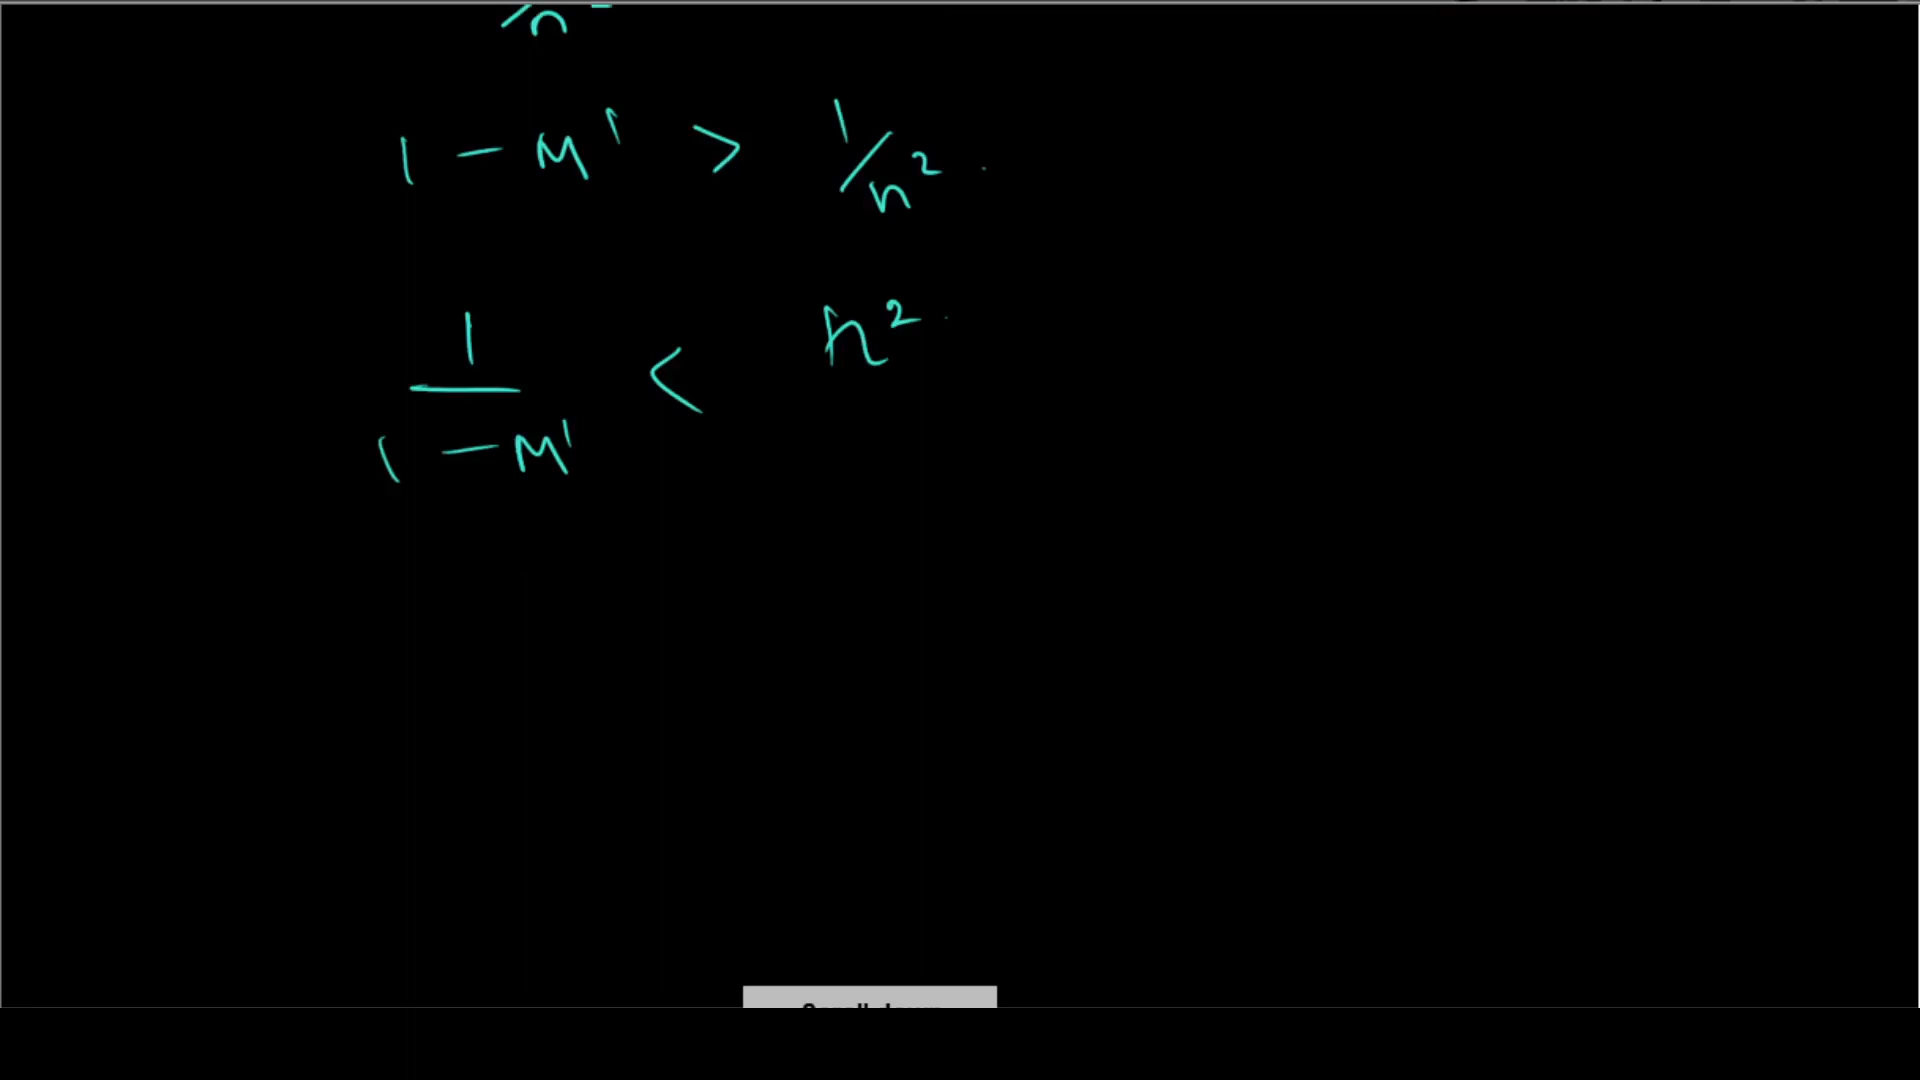 /n
1 - M' > 1/n²
1/(1 - M') < n²